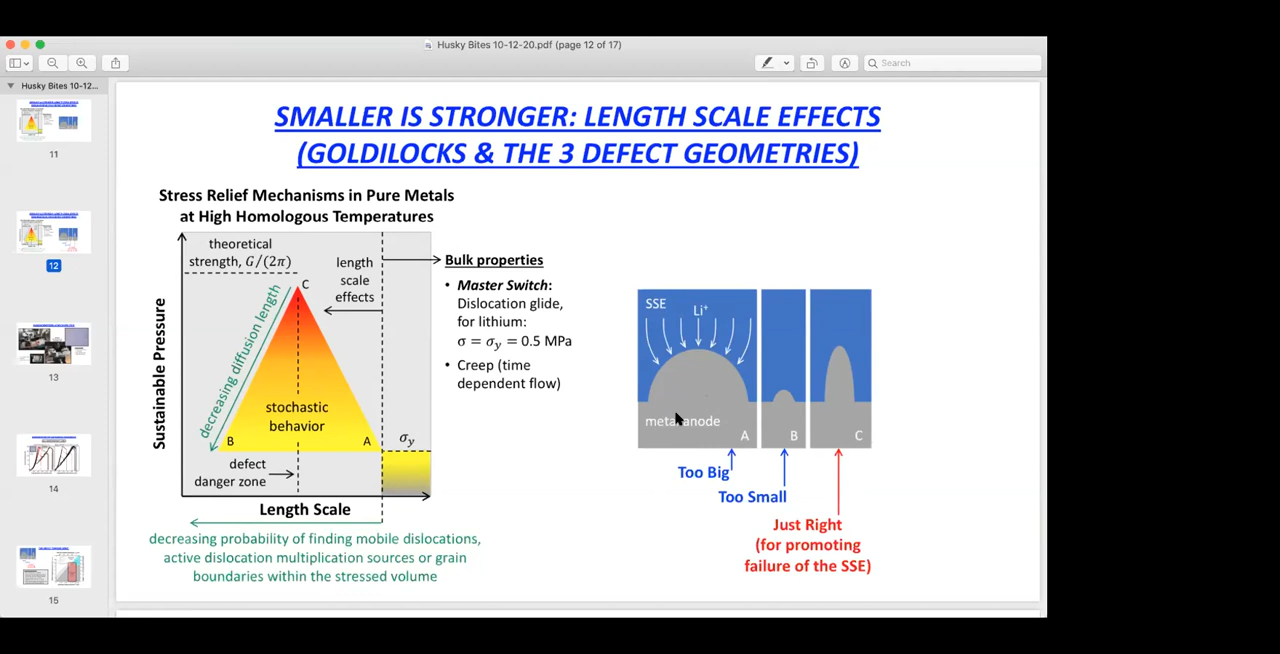 Husky Bites 10-12-20.pdf (page 12 of 17)
Search
Husky Bites 10-12...
11
12
13
14
15
SMALLER IS STRONGER: LENGTH SCALE EFFECTS
(GOLDILOCKS & THE 3 DEFECT GEOMETRIES)
Stress Relief Mechanisms in Pure Metals
at High Homologous Temperatures
theoretical
strength, G/(2π)
length
scale
effects
C
decreasing diffusion length
stochastic
behavior
B
A
σy
defect
danger zone
Sustainable Pressure
Length Scale
decreasing probability of finding mobile dislocations,
active dislocation multiplication sources or grain
boundaries within the stressed volume
Bulk properties
• Master Switch:
Dislocation glide,
for lithium:
σ = σy = 0.5 MPa
• Creep (time
dependent flow)
SSE
Li+
metal anode
A
B
C
Too Big
Too Small
Just Right
(for promoting
failure of the SSE)